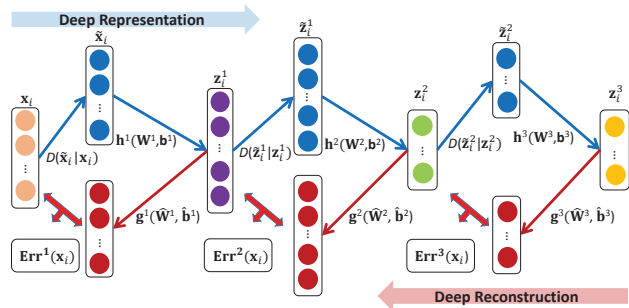 Deep Representation
x̃ᵢ
z̃ᵢ¹
z̃ᵢ²
xᵢ
zᵢ¹
zᵢ²
zᵢ³
h¹(W¹,b¹)
h²(W²,b²)
h³(W³,b³)
D(x̃ᵢ|xᵢ)
D(z̃ᵢ¹|zᵢ¹)
D(z̃ᵢ²|zᵢ²)
g¹(Ŵ¹, b̂¹)
g²(Ŵ², b̂²)
g³(Ŵ³, b̂³)
Err¹(xᵢ)
Err²(xᵢ)
Err³(xᵢ)
Deep Reconstruction